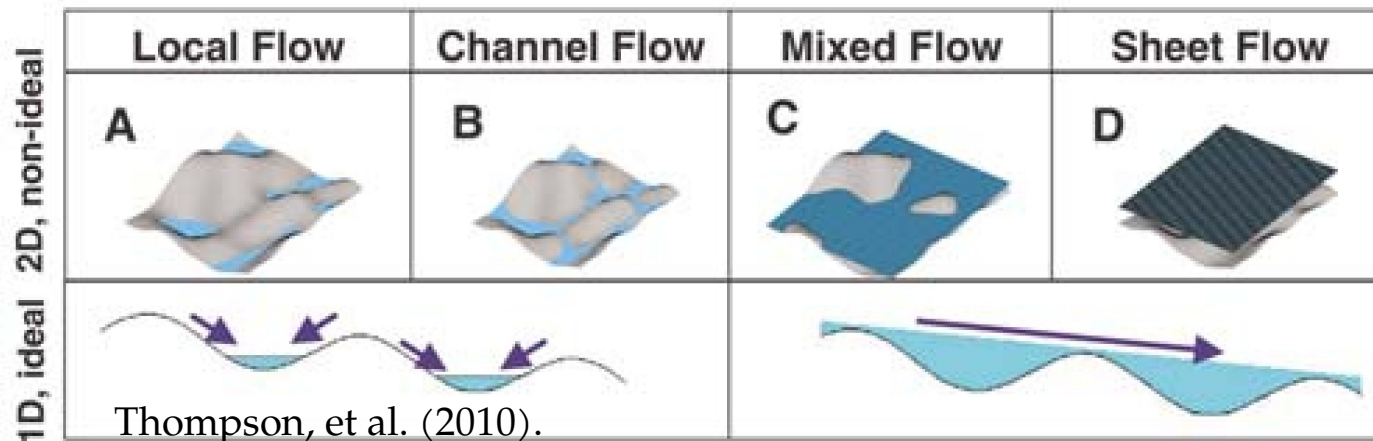 Local Flow
Channel Flow
Mixed Flow
Sheet Flow
2D, non-ideal
A
B
C
D
1D, ideal
Thompson, et al. (2010).